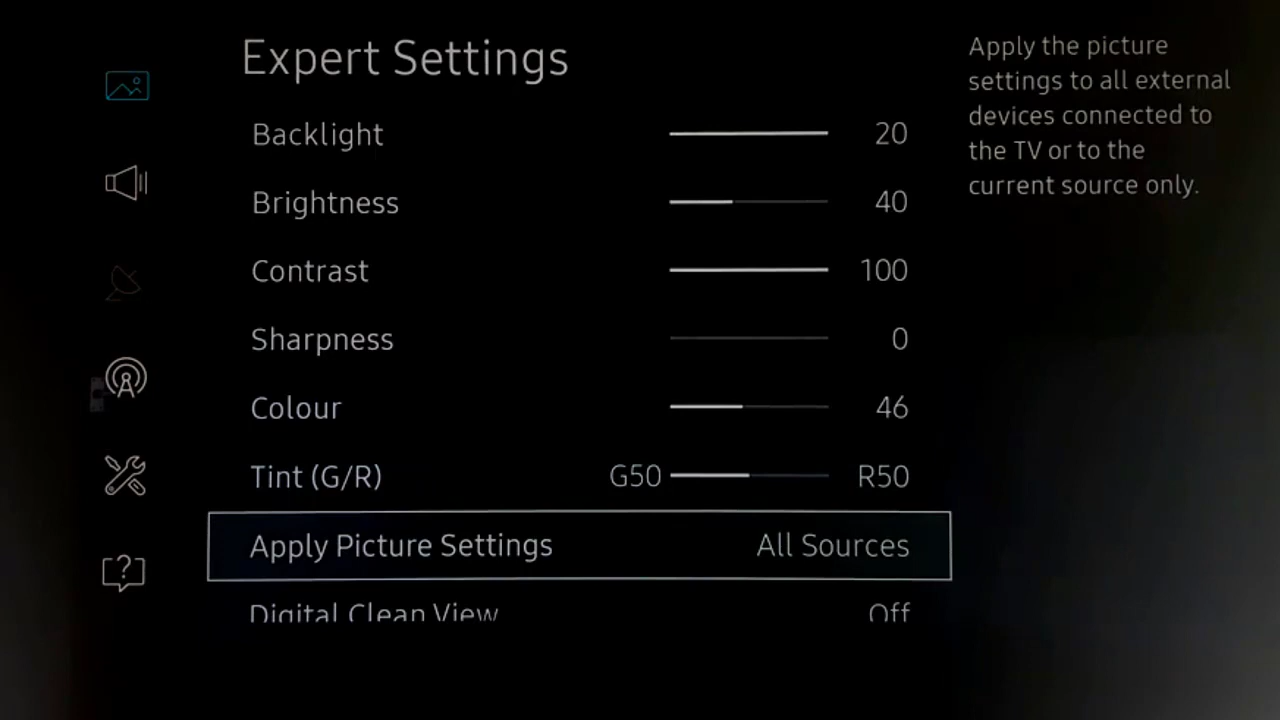 Expert Settings
Backlight 20
Brightness 40
Contrast 100
Sharpness 0
Colour 46
Tint (G/R) G50 R50
Apply Picture Settings All Sources
Digital Clean View Off
Apply the picture
settings to all external
devices connected to
the TV or to the
current source only.
?